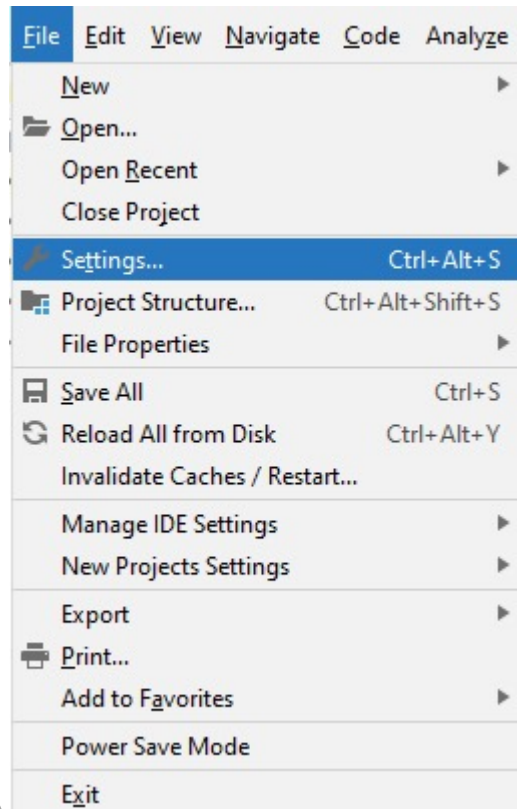 File Edit View Navigate Code Analyze
New
Open...
Open Recent
Close Project
Settings... Ctrl+Alt+S
Project Structure... Ctrl+Alt+Shift+S
File Properties
Save All Ctrl+S
Reload All from Disk Ctrl+Alt+Y
Invalidate Caches / Restart...
Manage IDE Settings
New Projects Settings
Export
Print...
Add to Favorites
Power Save Mode
Exit